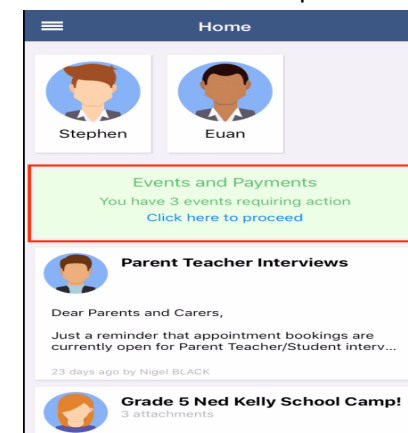 Home
Stephen
Euan
Events and Payments
You have 3 events requiring action
Click here to proceed
Parent Teacher Interviews
Dear Parents and Carers,
Just a reminder that appointment bookings are
currently open for Parent Teacher/Student interv...
23 days ago by Nigel BLACK
Grade 5 Ned Kelly School Camp!
3 attachments